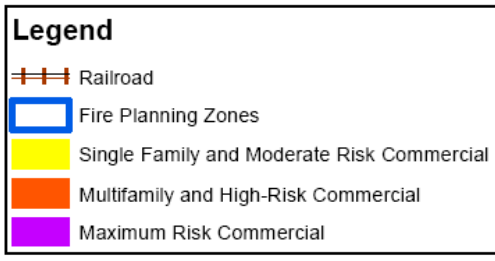 Legend
Railroad
Fire Planning Zones
Single Family and Moderate Risk Commercial
Multifamily and High-Risk Commercial
Maximum Risk Commercial